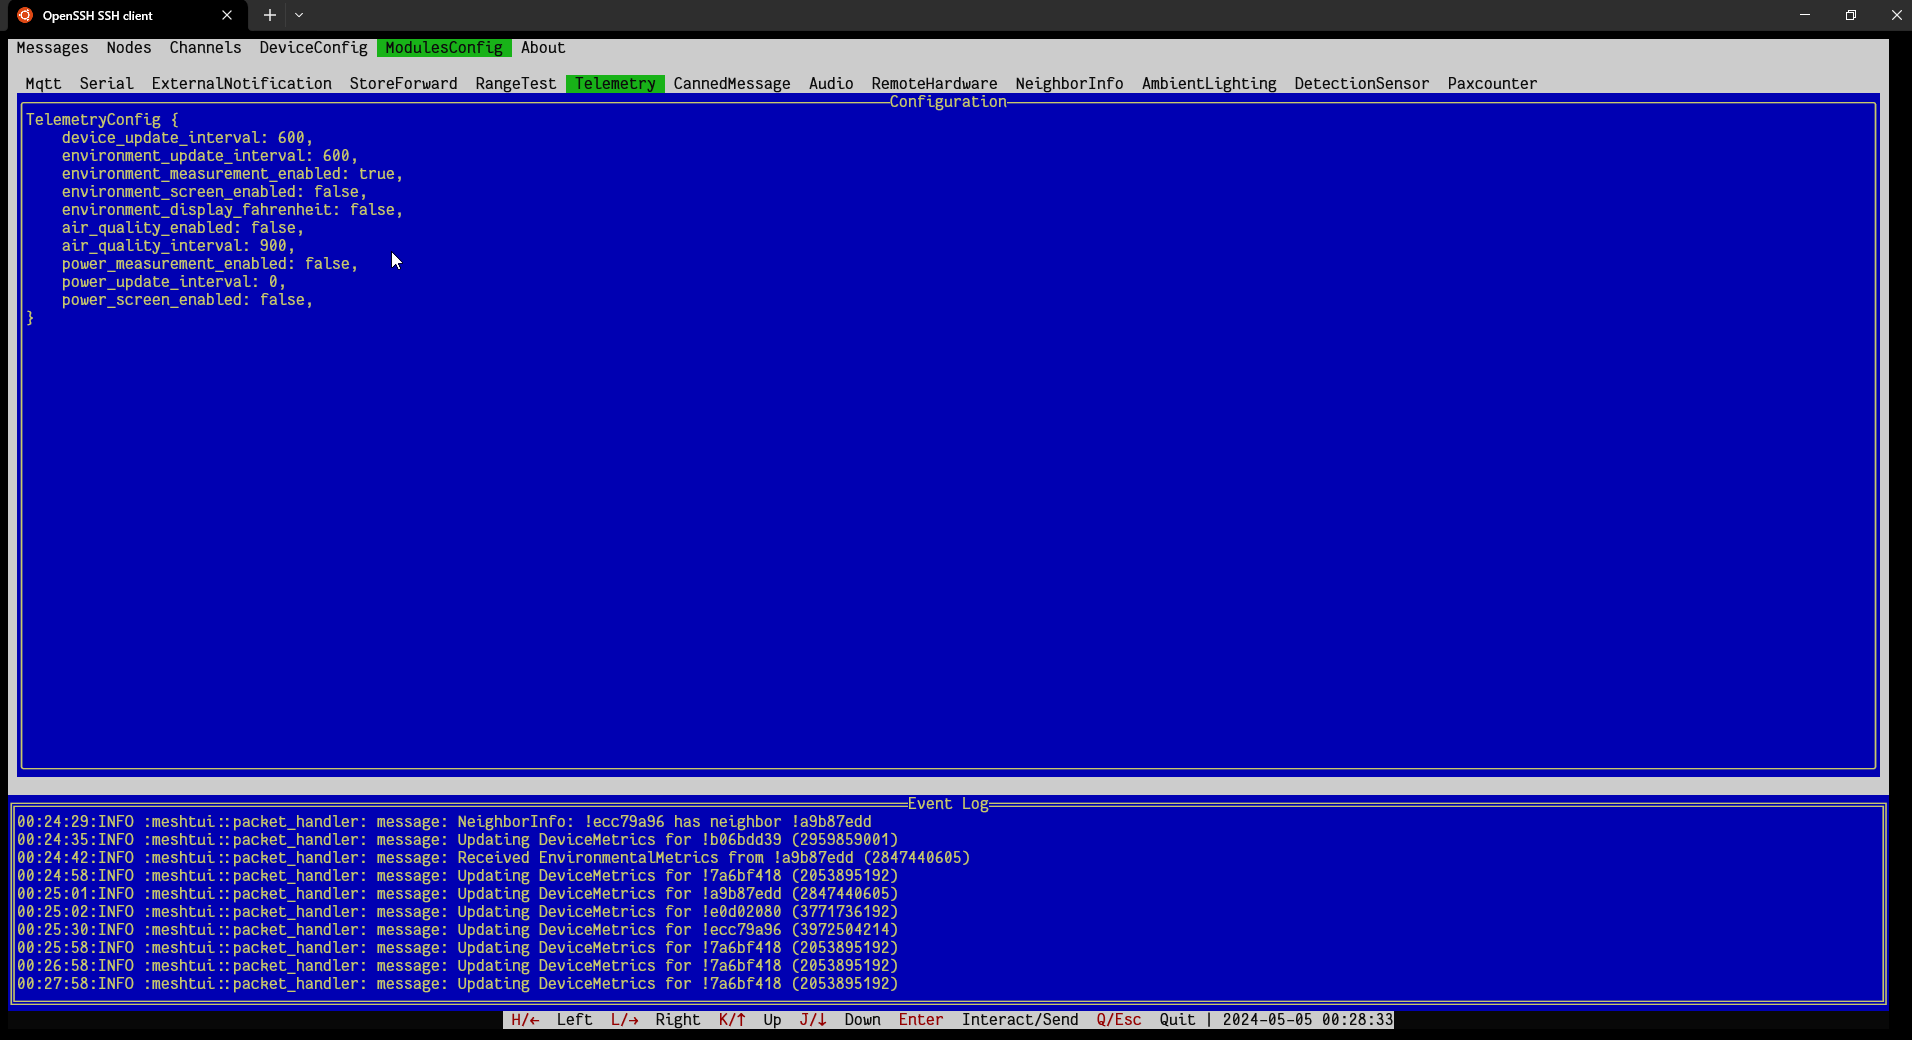 OpenSSH SSH client
Messages Nodes Channels DeviceConfig ModulesConfig About
Mqtt Serial ExternalNotification StoreForward RangeTest Telemetry CannedMessage Audio RemoteHardware NeighborInfo AmbientLighting DetectionSensor Paxcounter
Configuration
TelemetryConfig {
    device_update_interval: 600,
    environment_update_interval: 600,
    environment_measurement_enabled: true,
    environment_screen_enabled: false,
    environment_display_fahrenheit: false,
    air_quality_enabled: false,
    air_quality_interval: 900,
    power_measurement_enabled: false,
    power_update_interval: 0,
    power_screen_enabled: false,
}
Event Log
00:24:29:INFO :meshtui::packet_handler: message: NeighborInfo: !ecc79a96 has neighbor !a9b87edd
00:24:35:INFO :meshtui::packet_handler: message: Updating DeviceMetrics for !b06bdd39 (2959859001)
00:24:42:INFO :meshtui::packet_handler: message: Received EnvironmentalMetrics from !a9b87edd (2847440605)
00:24:58:INFO :meshtui::packet_handler: message: Updating DeviceMetrics for !7a6bf418 (2053895192)
00:25:01:INFO :meshtui::packet_handler: message: Updating DeviceMetrics for !a9b87edd (2847440605)
00:25:02:INFO :meshtui::packet_handler: message: Updating DeviceMetrics for !e0d02080 (3771736192)
00:25:30:INFO :meshtui::packet_handler: message: Updating DeviceMetrics for !ecc79a96 (3972504214)
00:25:58:INFO :meshtui::packet_handler: message: Updating DeviceMetrics for !7a6bf418 (2053895192)
00:26:58:INFO :meshtui::packet_handler: message: Updating DeviceMetrics for !7a6bf418 (2053895192)
00:27:58:INFO :meshtui::packet_handler: message: Updating DeviceMetrics for !7a6bf418 (2053895192)
H/← Left L/→ Right K/↑ Up J/↓ Down Enter Interact/Send Q/Esc Quit | 2024-05-05 00:28:33